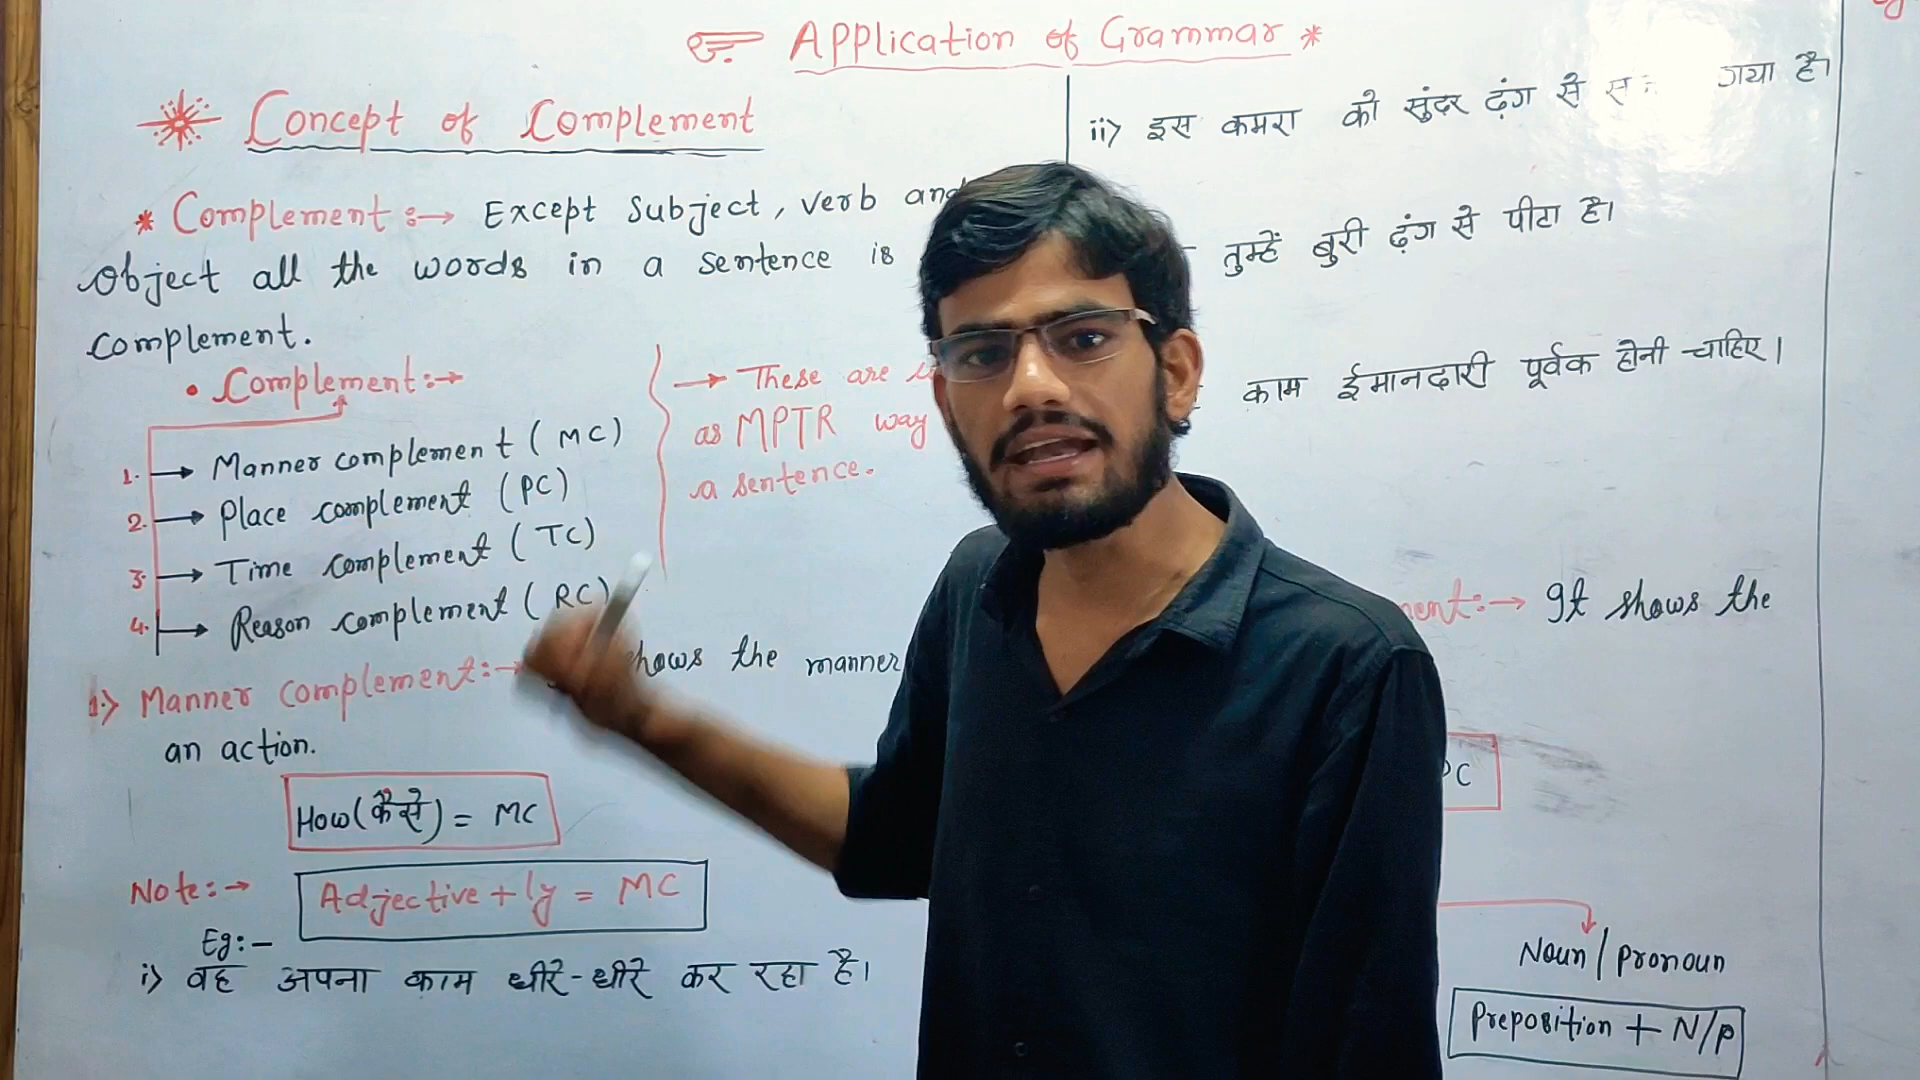 Application of Grammar *
Concept of Complement
* Complement :→ Except Subject, verb and
Object all the words in a sentence is
complement.
• Complement:→
1. → Manner complement (MC)
2. → Place complement (PC)
3. → Time complement (TC)
4. → Reason complement (RC)
→ These are
as MPTR way
a sentence.
1.> Manner complement:→ shows the manner
an action.
How(कैसे) = MC
Note:→ Adjective + ly = MC
Eg:-
i> वह अपना काम धीरे-धीरे कर रहा है।
ii> इस कमरा को सुंदर ढ़ंग से गया है।
तुम्हें बुरी ढ़ंग से पीटा है।
काम ईमानदारी पूर्वक होनी चाहिए।
:→ It shows the
Noun/pronoun
Preposition + N/p